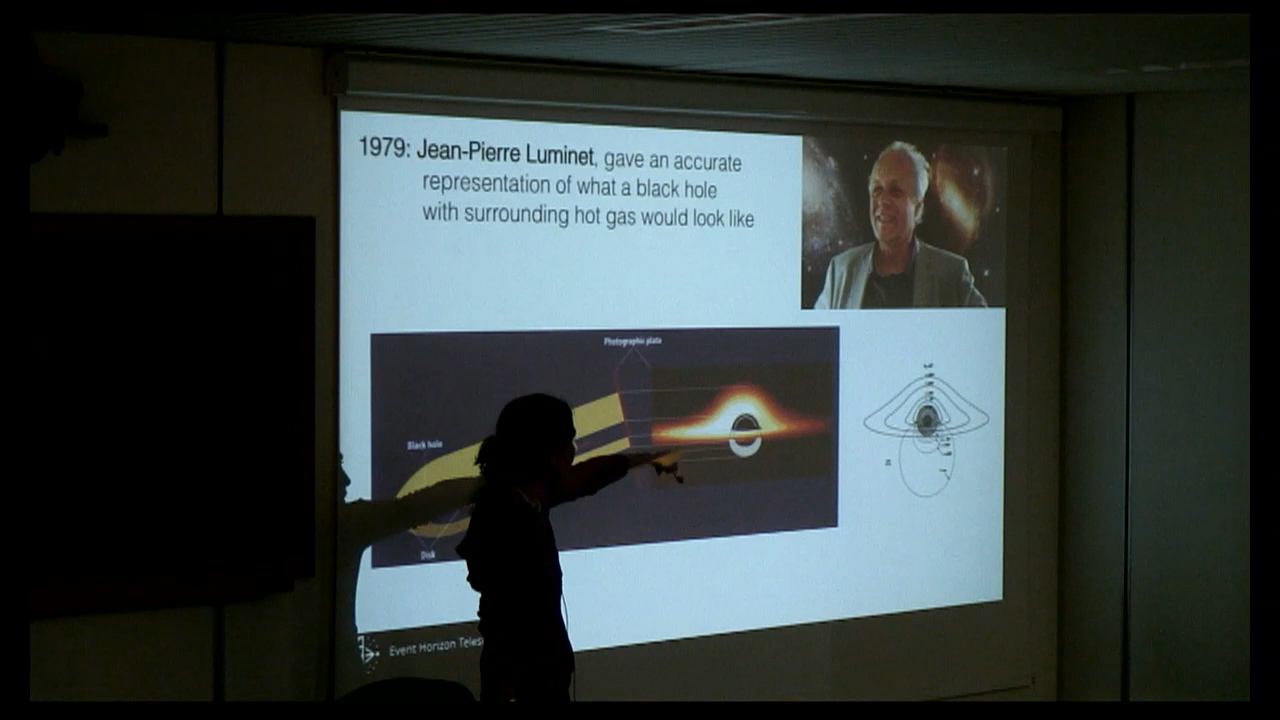 1979: Jean-Pierre Luminet, gave an accurate
representation of what a black hole
with surrounding hot gas would look like
Photographic plate
Black hole
Disk
Event Horizon